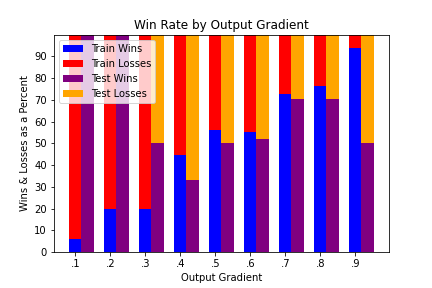 Win Rate by Output Gradient
Train Wins
Train Losses
Test Wins
Test Losses
Wins & Losses as a Percent
90
80
70
60
50
40
30
20
10
0
.1 .2 .3 .4 .5 .6 .7 .8 .9
Output Gradient